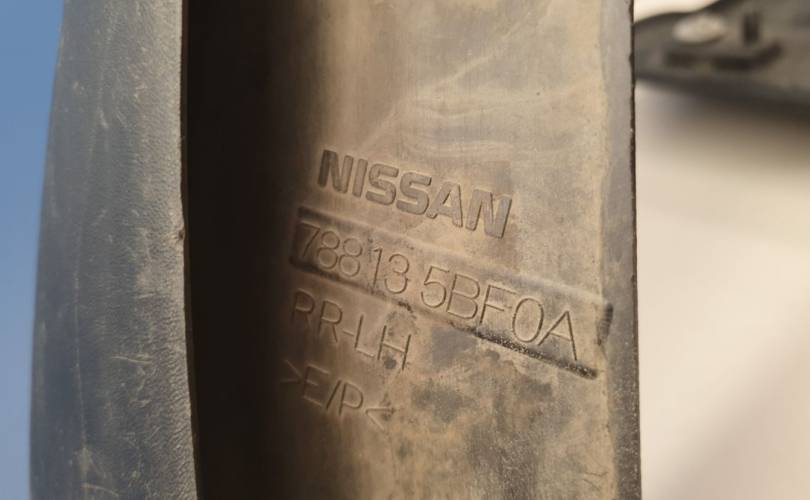 NISSAN
78813 5BF0A
RR-LH
>E/P<